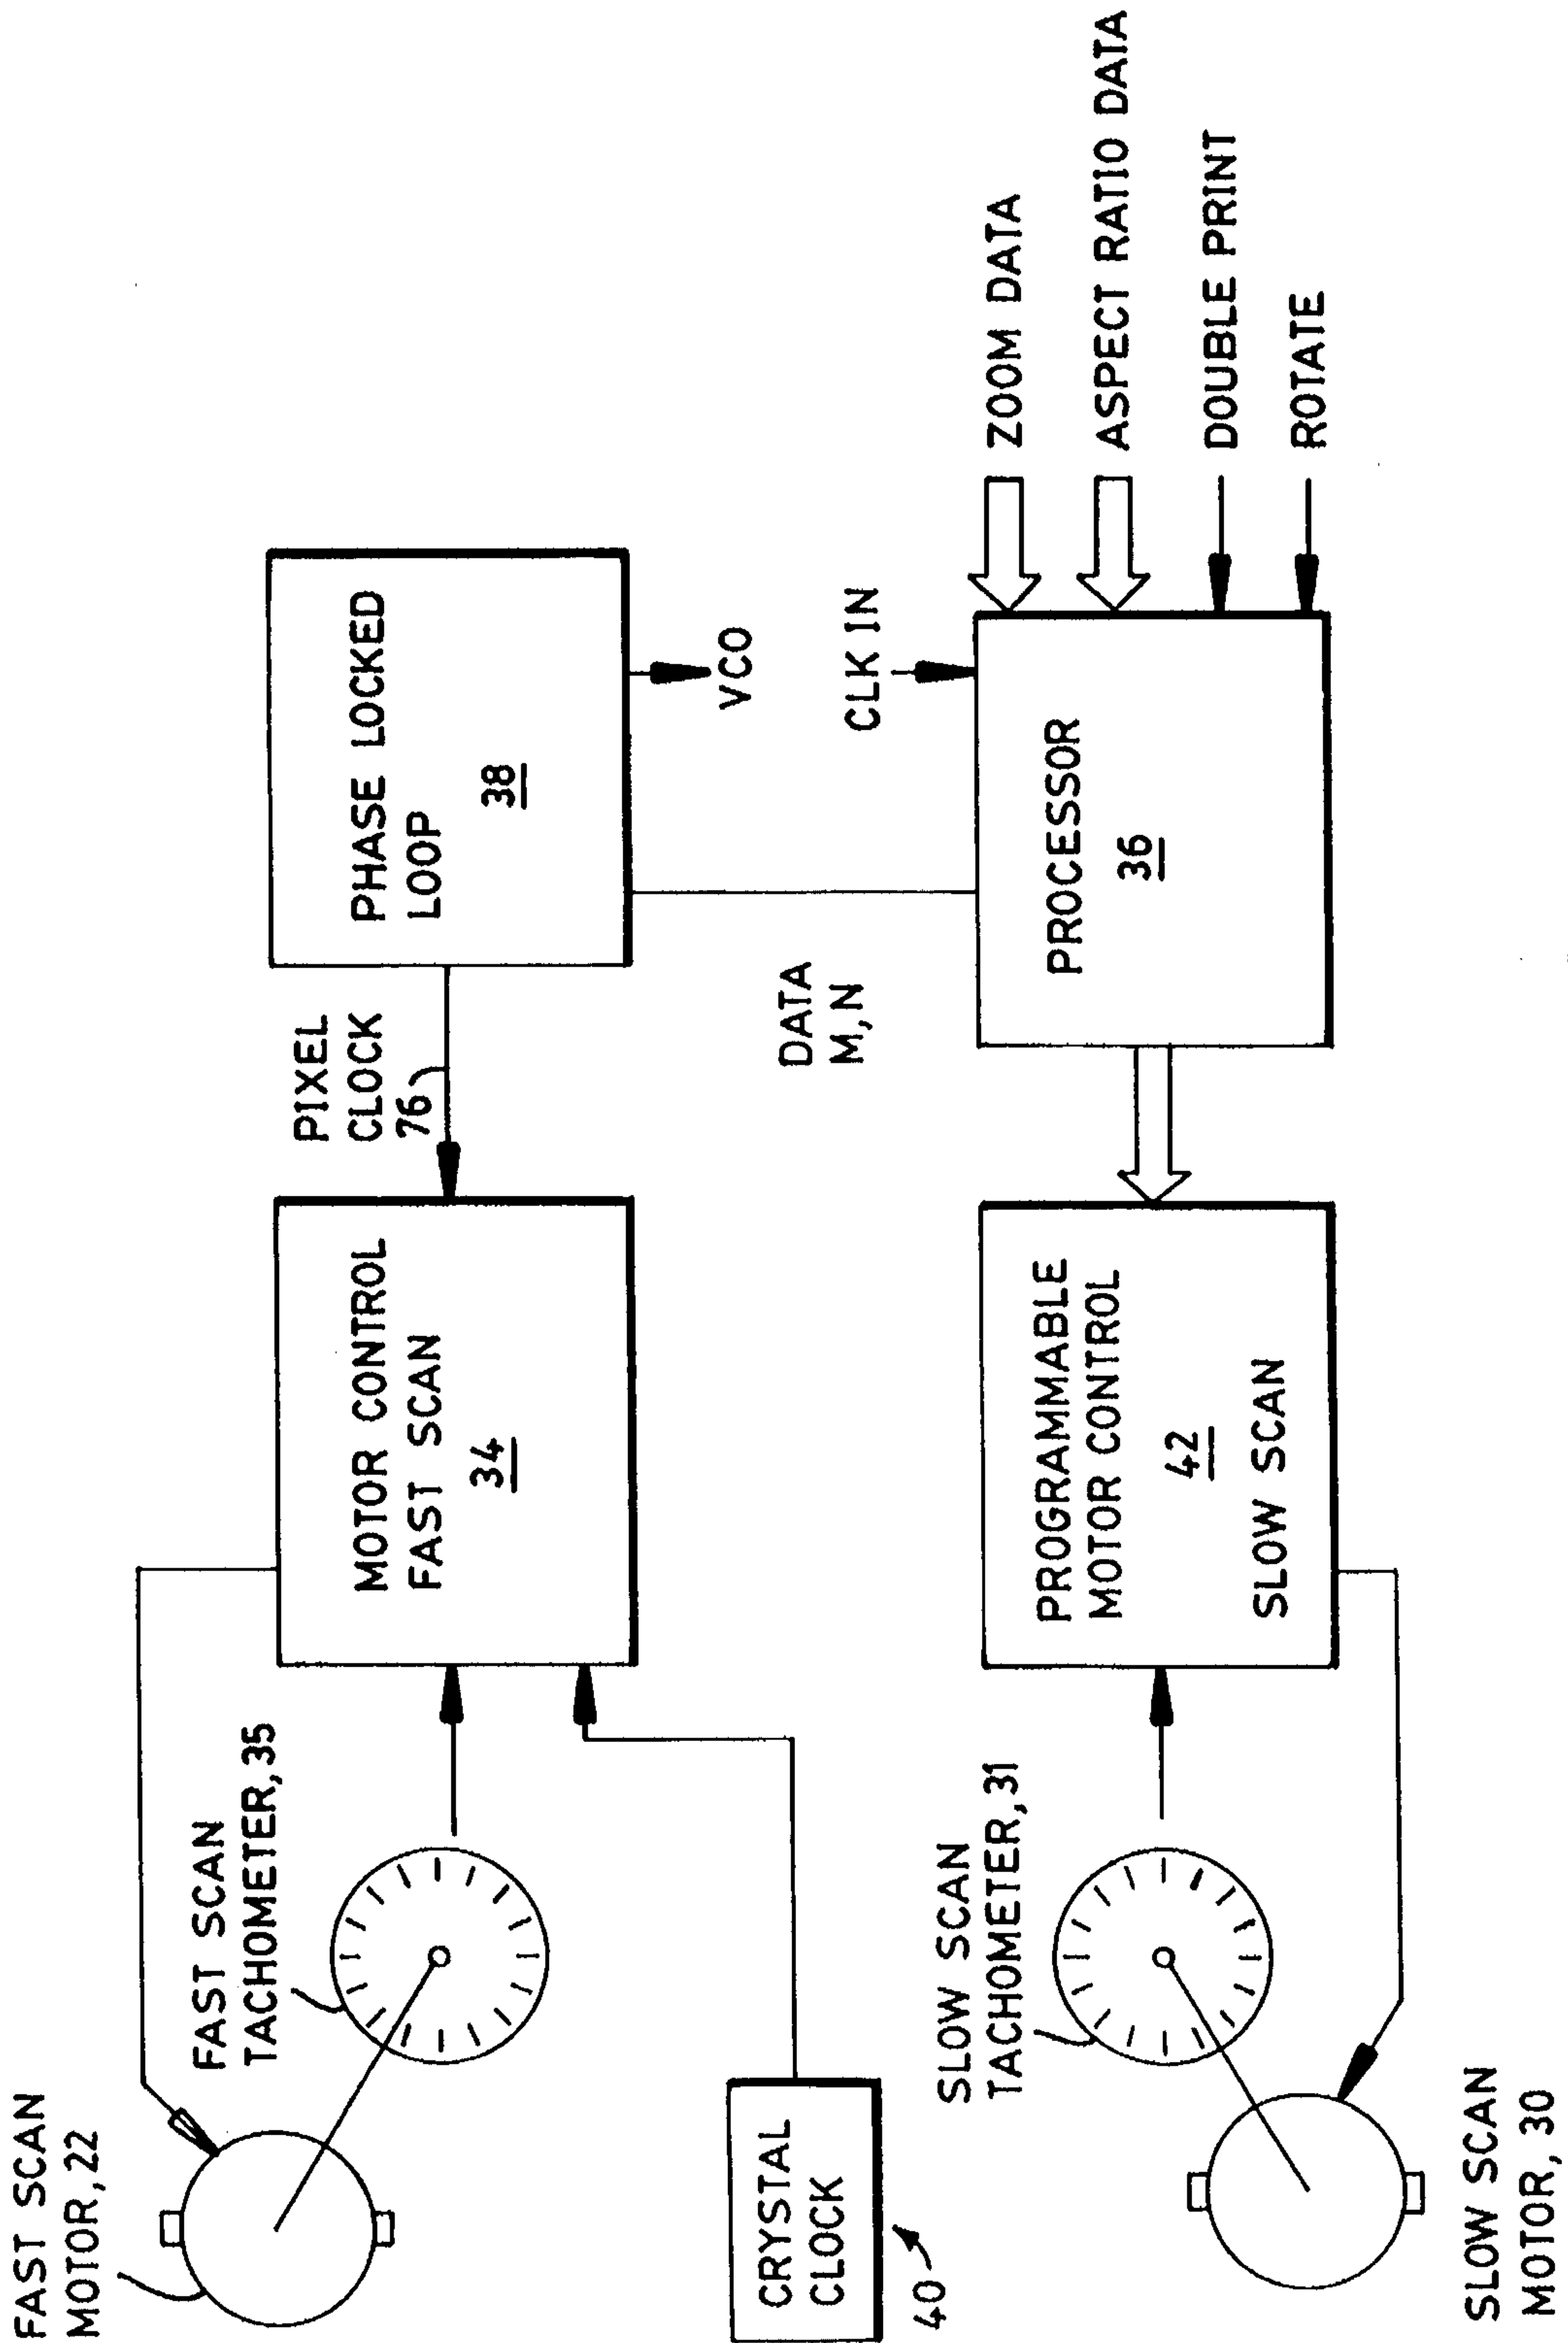 FAST SCAN
MOTOR, 22
FAST SCAN
TACHOMETER, 35
MOTOR CONTROL
FAST SCAN
34
PIXEL
CLOCK
76
PHASE LOCKED
LOOP
38
VCO
CRYSTAL
CLOCK
40
DATA
M,N
CLK IN
SLOW SCAN
TACHOMETER, 31
SLOW SCAN
MOTOR, 30
PROGRAMMABLE
MOTOR CONTROL
42
SLOW SCAN
PROCESSOR
36
ZOOM DATA
ASPECT RATIO DATA
DOUBLE PRINT
ROTATE